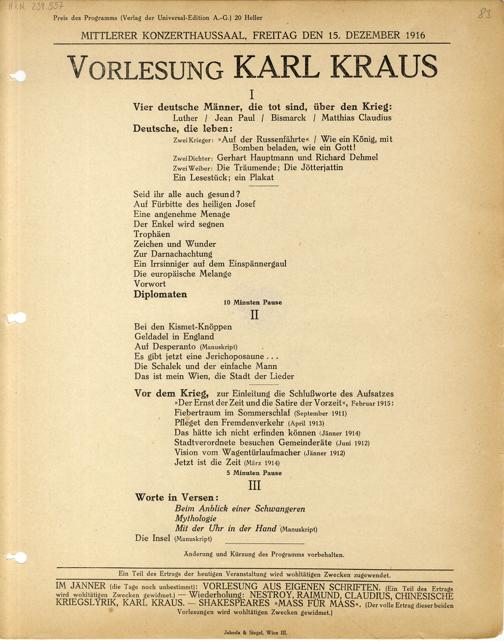 H.I.N. 239.557
83
Preis des Programms (Verlag der Universal-Edition A.-G.) 20 Heller
MITTLERER KONZERTHAUSSAAL, FREITAG DEN 15. DEZEMBER 1916
VORLESUNG KARL KRAUS
I
Vier deutsche Männer, die tot sind, über den Krieg:
Luther / Jean Paul / Bismarck / Matthias Claudius
Deutsche, die leben:
Zwei Krieger: »Auf der Russenfährte« / Wie ein König, mit
Bomben beladen, wie ein Gott!
Zwei Dichter: Gerhart Hauptmann und Richard Dehmel
Zwei Weiber: Die Träumende; Die Jötterjattin
Ein Lesestück; ein Plakat
Seid ihr alle auch gesund?
Auf Fürbitte des heiligen Josef
Eine angenehme Menage
Der Enkel wird segnen
Trophäen
Zeichen und Wunder
Zur Darnachachtung
Ein Irrsinniger auf dem Einspännergaul
Die europäische Melange
Vorwort
Diplomaten
10 Minuten Pause
II
Bei den Kismet-Knöppen
Geldadel in England
Auf Desperanto (Manuskript)
Es gibt jetzt eine Jerichoposaune . . .
Die Schalek und der einfache Mann
Das ist mein Wien, die Stadt der Lieder
Vor dem Krieg, zur Einleitung die Schlußworte des Aufsatzes
»Der Ernst der Zeit und die Satire der Vorzeit«, Februar 1915:
Fiebertraum im Sommerschlaf (September 1911)
Pfleget den Fremdenverkehr (April 1913)
Das hätte ich nicht erfinden können (Jänner 1914)
Stadtverordnete besuchen Gemeinderäte (Juni 1912)
Vision vom Wagentürlaufmacher (Jänner 1912)
Jetzt ist die Zeit (März 1914)
5 Minuten Pause
III
Worte in Versen:
Beim Anblick einer Schwangeren
Mythologie
Mit der Uhr in der Hand (Manuskript)
Die Insel (Manuskript)
Änderung und Kürzung des Programms vorbehalten.
Ein Teil des Ertrags der heutigen Veranstaltung wird wohltätigen Zwecken zugewendet.
IM JÄNNER (die Tage noch unbestimmt): VORLESUNG AUS EIGENEN SCHRIFTEN. (Ein Teil des Ertrags
wird wohltätigen Zwecken gewidmet.) — Wiederholung: NESTROY, RAIMUND, CLAUDIUS, CHINESISCHE
KRIEGSLYRIK, KARL KRAUS. — SHAKESPEARES »MASS FÜR MASS«. (Der volle Ertrag dieser beiden
Vorlesungen wird wohltätigen Zwecken gewidmet.)
Jahoda & Siegel, Wien III.